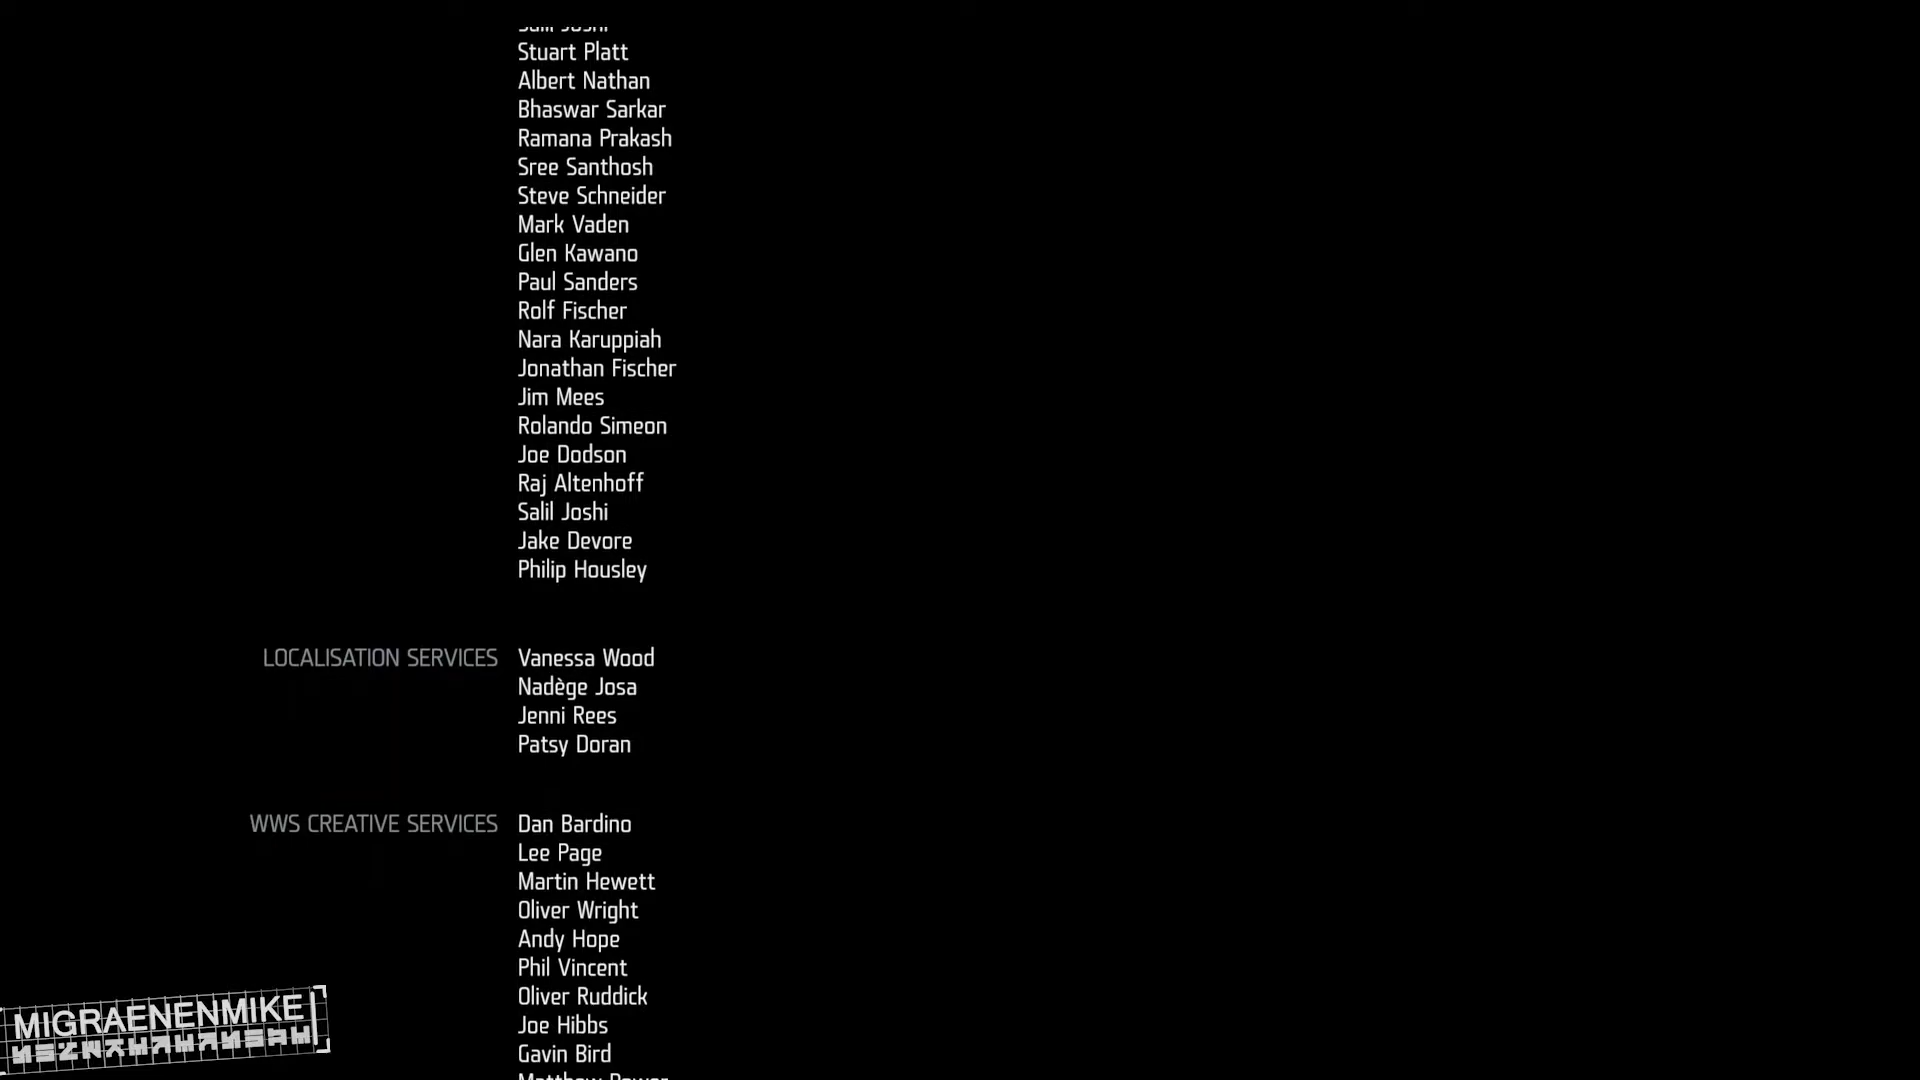 Stuart Platt
Albert Nathan
Bhaswar Sarkar
Ramana Prakash
Sree Santhosh
Steve Schneider
Mark Vaden
Glen Kawano
Paul Sanders
Rolf Fischer
Nara Karuppiah
Jonathan Fischer
Jim Mees
Rolando Simeon
Joe Dodson
Raj Altenhoff
Salil Joshi
Jake Devore
Philip Housley
LOCALISATION SERVICES Vanessa Wood
Nadège Josa
Jenni Rees
Patsy Doran
WWS CREATIVE SERVICES Dan Bardino
Lee Page
Martin Hewett
Oliver Wright
Andy Hope
Phil Vincent
Oliver Ruddick
Joe Hibbs
Gavin Bird
MIGRAENENMIKE